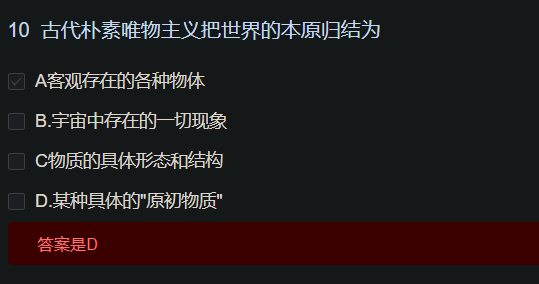 10 古代朴素唯物主义把世界的本原归结为
A客观存在的各种物体
B.宇宙中存在的一切现象
C物质的具体形态和结构
D.某种具体的"原初物质"
答案是D